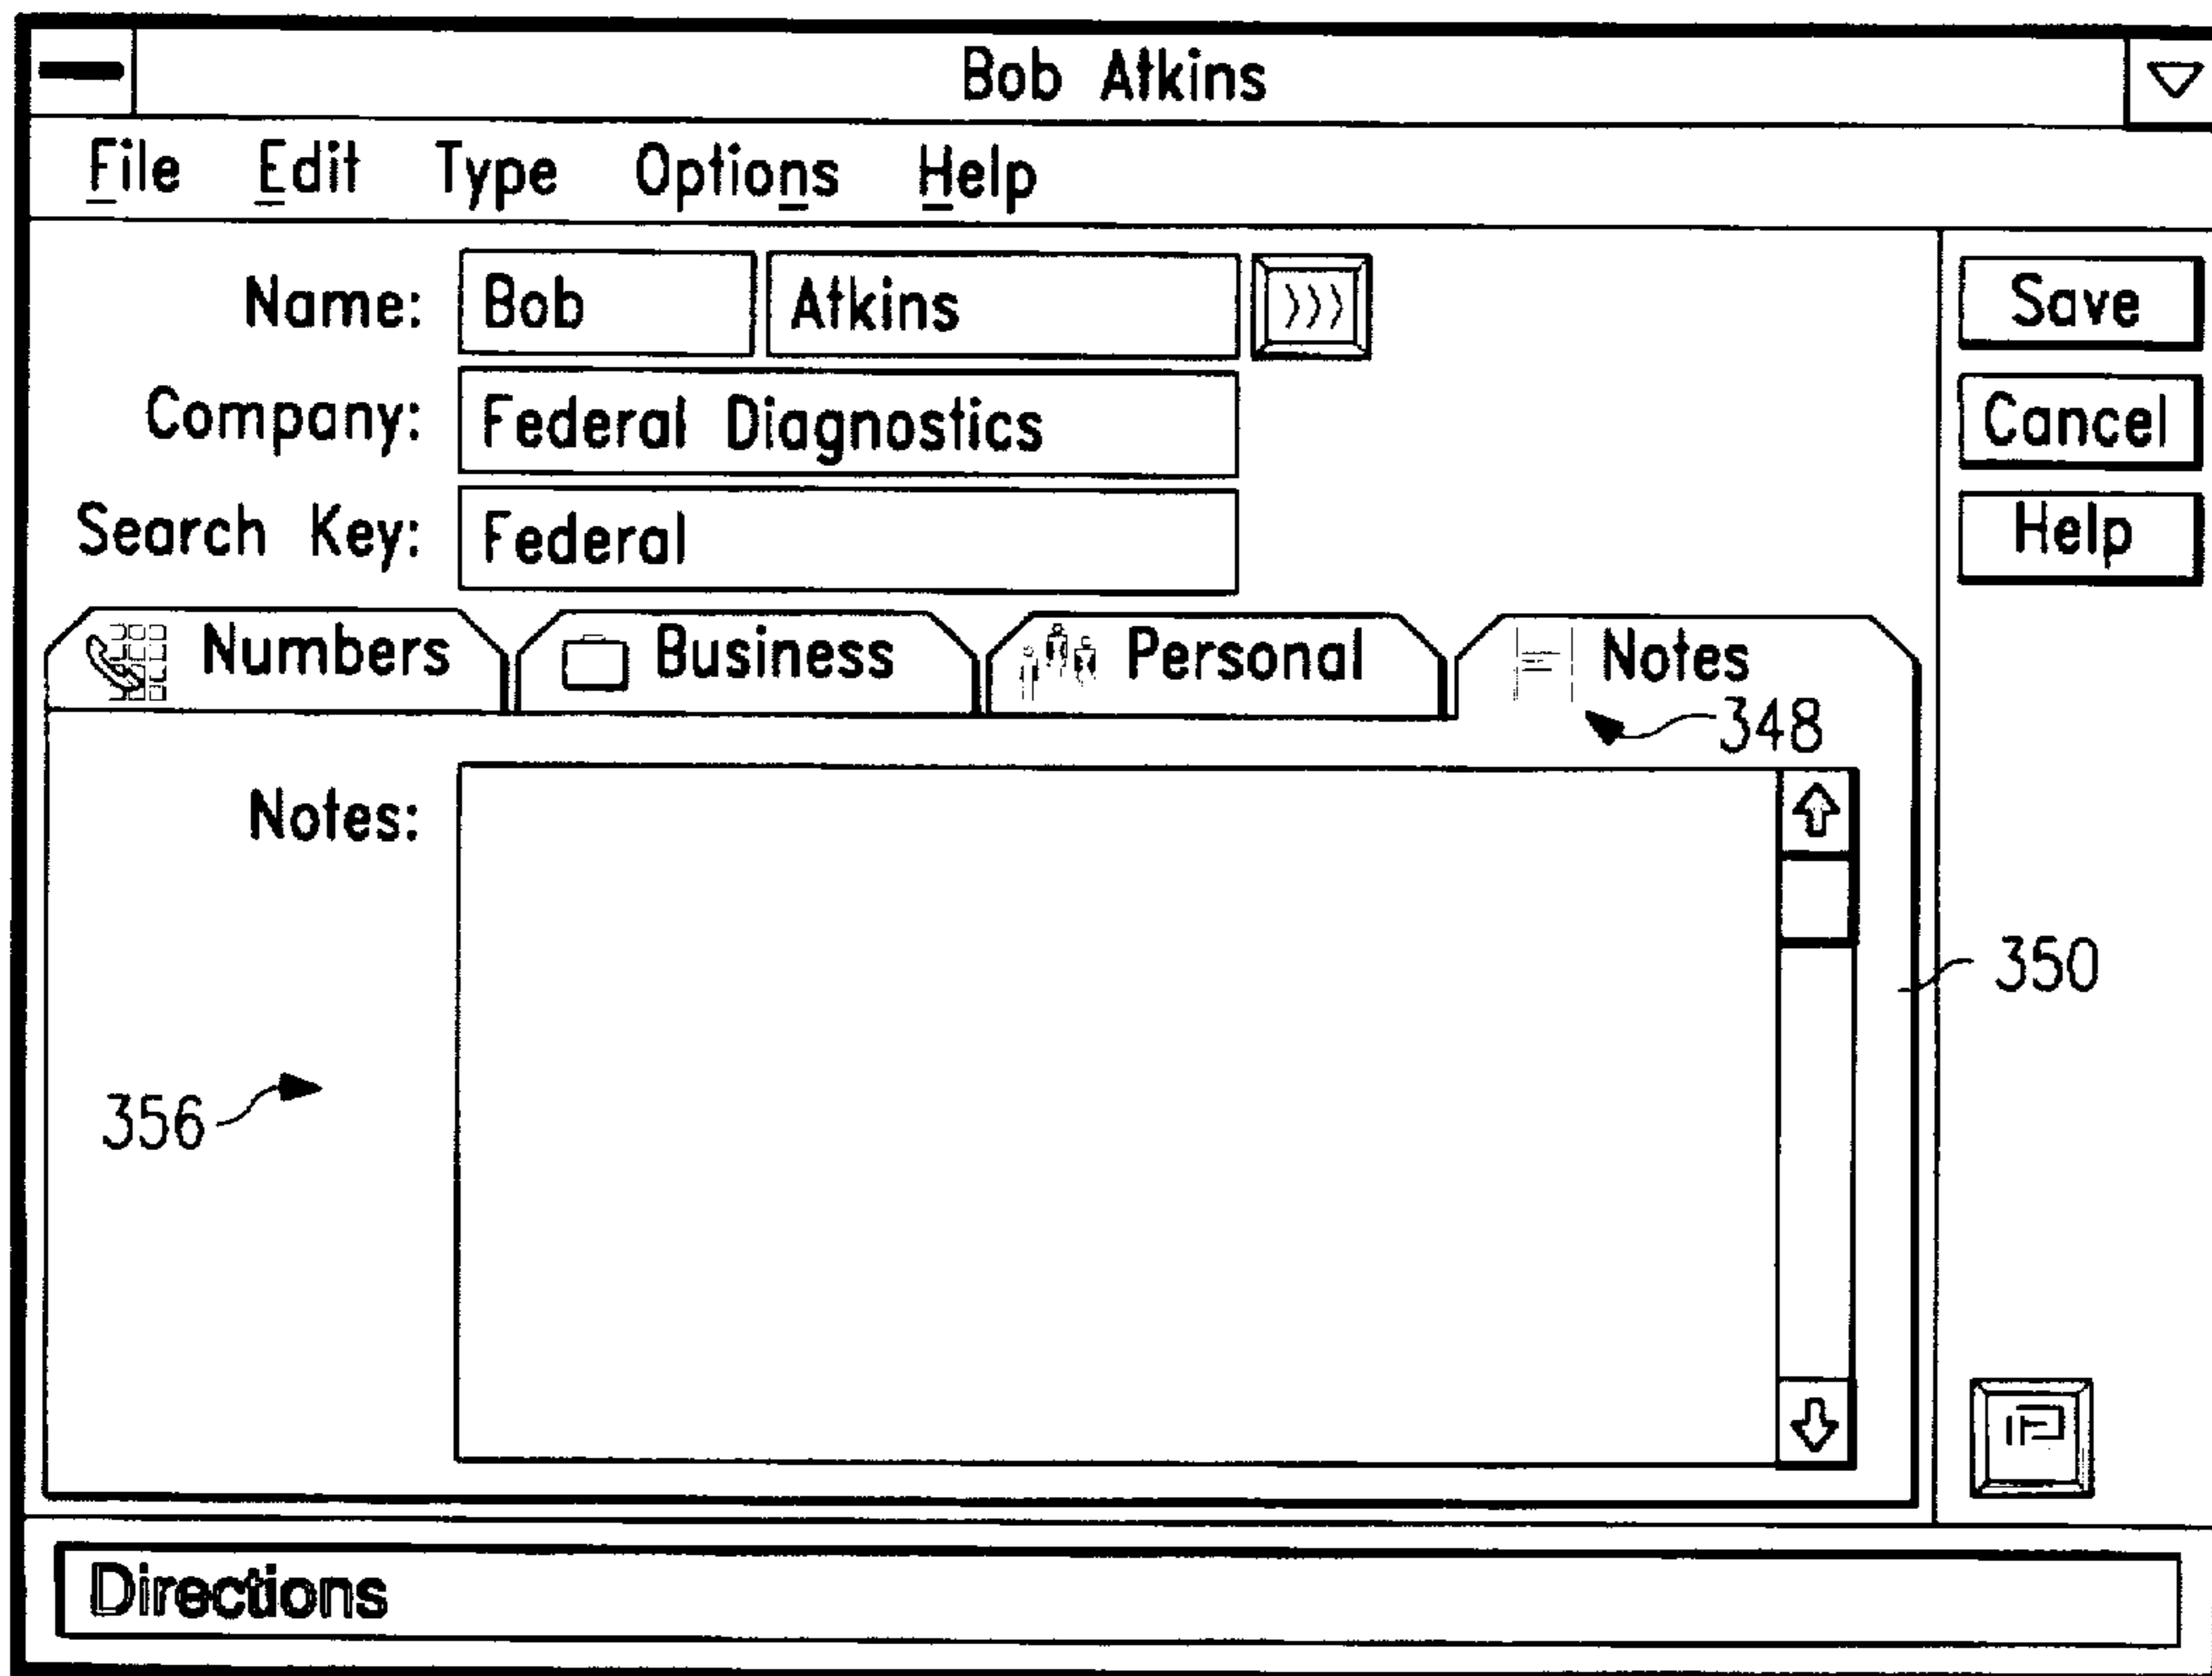 Bob Atkins
File Edit Type Options Help
Name: Bob Atkins >>> Save
Company: Federal Diagnostics Cancel
Search Key: Federal Help
Numbers Business Personal Notes
348
Notes:
350
356
Directions